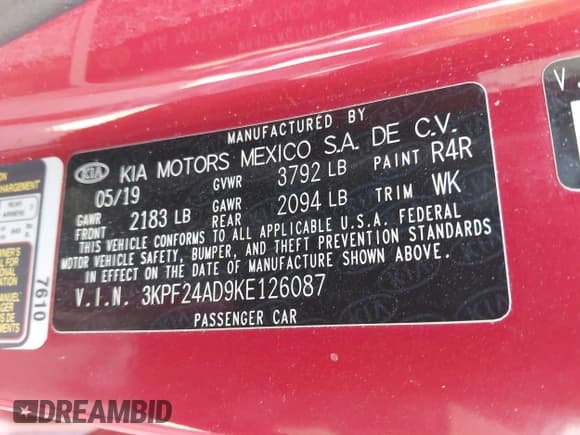 MANUFACTURED BY
KIA KIA MOTORS MEXICO S.A. DE C.V.
05/19 GVWR 3792 LB PAINT R4R
GAWR FRONT 2183 LB GAWR REAR 2094 LB TRIM WK
THIS VEHICLE CONFORMS TO ALL APPLICABLE U.S.A. FEDERAL
MOTOR VEHICLE SAFETY, BUMPER, AND THEFT PREVENTION STANDARDS
IN EFFECT ON THE DATE OF MANUFACTURE SHOWN ABOVE.
V.I.N. 3KPF24AD9KE126087
PASSENGER CAR
7610
V
DREAMBID